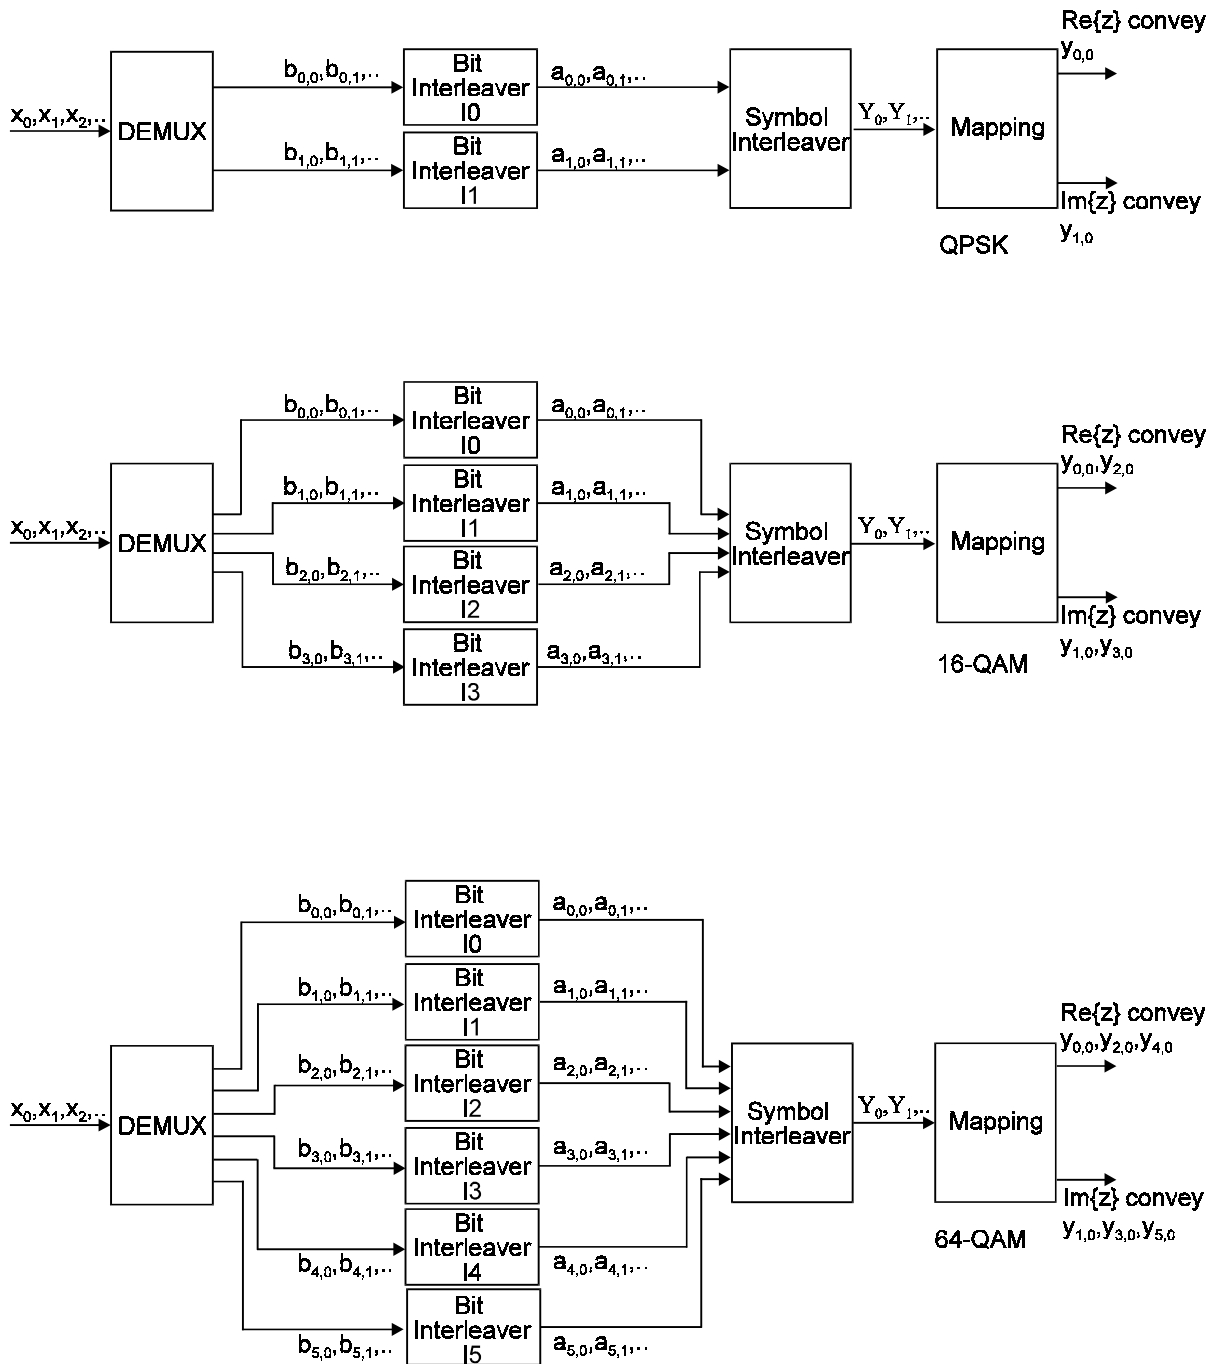 x0,x1,x2,..
DEMUX
b0,0,b0,1,..
Bit
Interleaver
I0
a0,0,a0,1,..
b1,0,b1,1,..
Bit
Interleaver
I1
a1,0,a1,1,..
Symbol
Interleaver
Y0,Y1,..
Mapping
Re{z} convey
y0,0
Im{z} convey
y1,0
QPSK
x0,x1,x2,..
DEMUX
b0,0,b0,1,..
Bit
Interleaver
I0
a0,0,a0,1,..
b1,0,b1,1,..
Bit
Interleaver
I1
a1,0,a1,1,..
b2,0,b2,1,..
Bit
Interleaver
I2
a2,0,a2,1,..
b3,0,b3,1,..
Bit
Interleaver
I3
a3,0,a3,1,..
Symbol
Interleaver
Y0,Y1,..
Mapping
Re{z} convey
y0,0,y2,0
Im{z} convey
y1,0,y3,0
16-QAM
x0,x1,x2,..
DEMUX
b0,0,b0,1,..
Bit
Interleaver
I0
a0,0,a0,1,..
b1,0,b1,1,..
Bit
Interleaver
I1
a1,0,a1,1,..
b2,0,b2,1,..
Bit
Interleaver
I2
a2,0,a2,1,..
b3,0,b3,1,..
Bit
Interleaver
I3
a3,0,a3,1,..
b4,0,b4,1,..
Bit
Interleaver
I4
a4,0,a4,1,..
b5,0,b5,1,..
Bit
Interleaver
I5
a5,0,a5,1,..
Symbol
Interleaver
Y0,Y1,..
Mapping
Re{z} convey
y0,0,y2,0,y4,0
Im{z} convey
y1,0,y3,0,y5,0
64-QAM